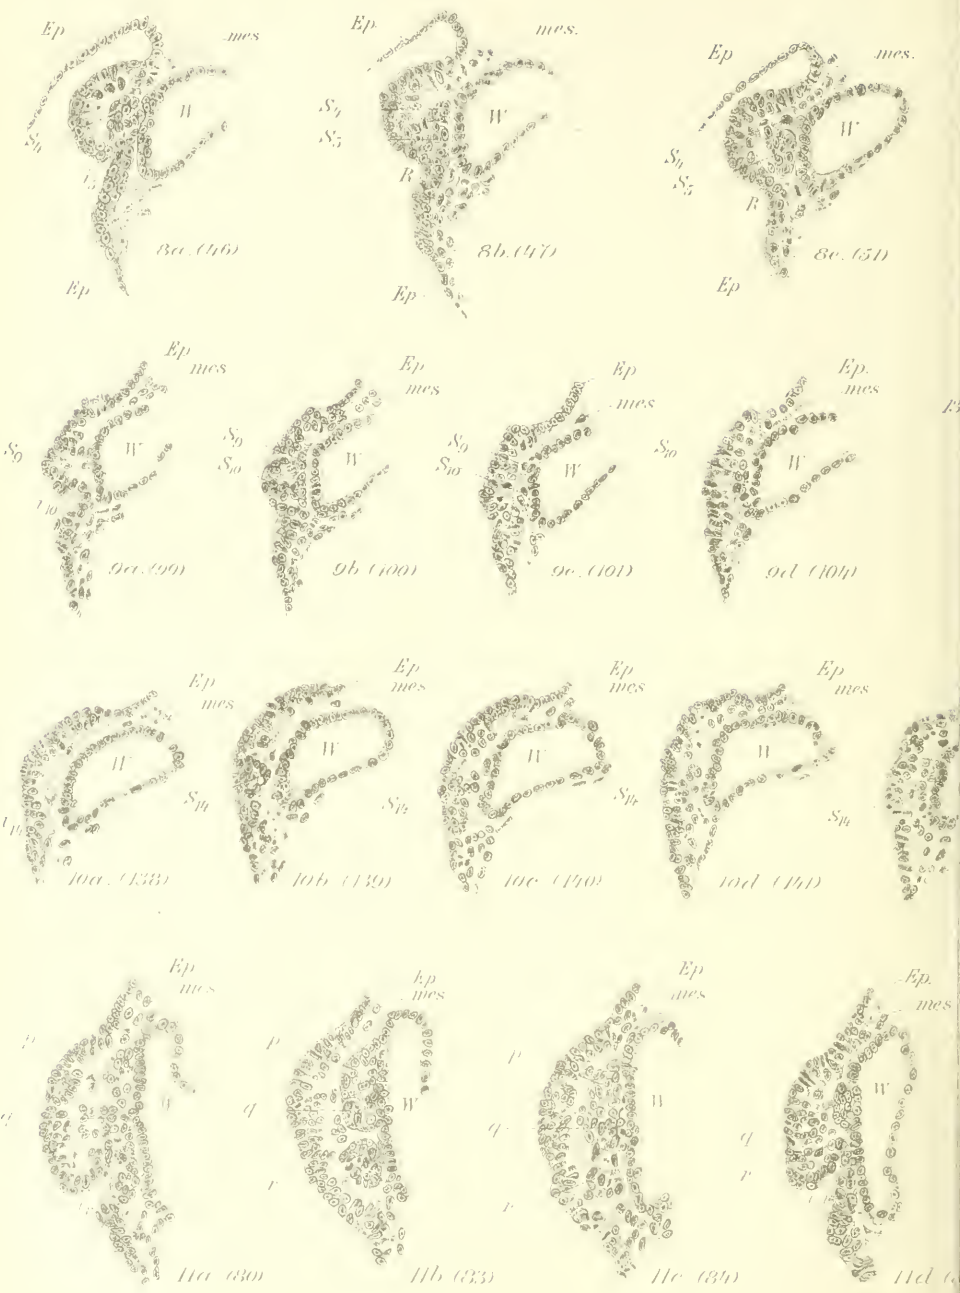 Ep mes
Ep mes.
Ep mes.
S4
W
S4
S5
W
S4
S5
W
R
R
8a. (46)
8b. (47)
8c. (51)
Ep
Ep
Ep
Ep
mes
Ep
mes
Ep
mes
Ep.
mes
S9
W
S9
S10
W
S9
S10
W
S10
W
9a. (99)
9b (100)
9c. (101)
9d (104)
Ep
mes
Ep
mes
Ep
mes
Ep
mes
W
S14
W
S14
W
S14
W
S14
10a. (138)
10b (139)
10c (140)
10d (141)
Ep
mes
Ep
mes
Ep
mes
Ep.
mes
p
q
p
q
W
r
p
q
W
r
q
W
r
11a (80)
11b (83)
11c (84)
11d